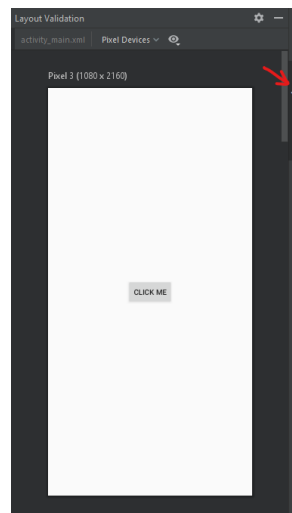 Layout Validation
activity_main.xml Pixel Devices
Pixel 3 (1080 x 2160)
CLICK ME